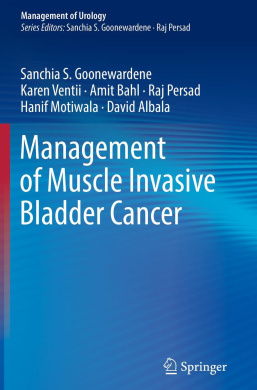 Management of Urology
Series Editors: Sanchia S. Goonewardene · Raj Persad
Sanchia S. Goonewardene
Karen Ventii · Amit Bahl · Raj Persad
Hanif Motiwala · David Albala
Management
of Muscle Invasive
Bladder Cancer
Springer